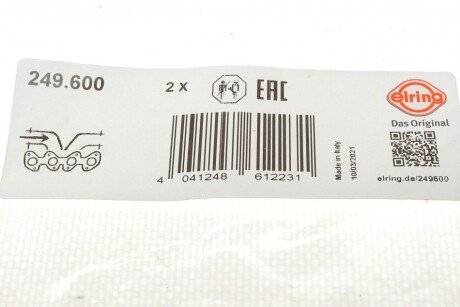 249.600
2 X
EAC
elring
Das Original
4 041248 612231
Made in Italy
10/03/2021
elring.de/249600